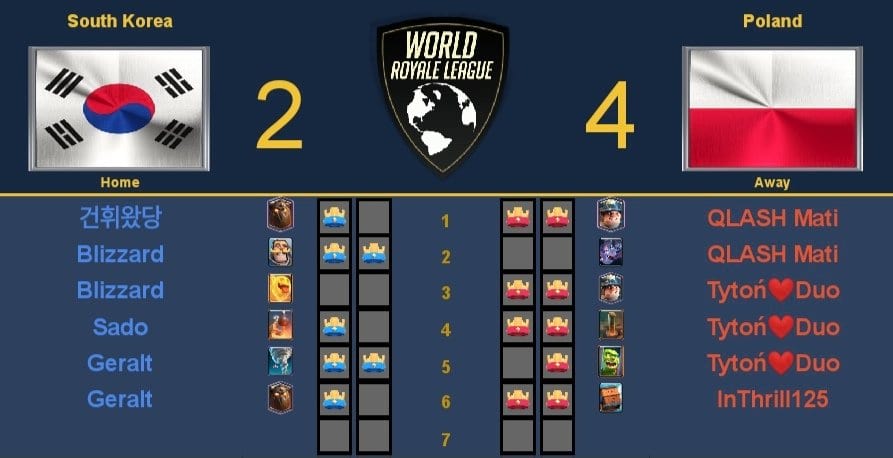 South Korea
Poland
WORLD
ROYALE LEAGUE
2
4
Home
Away
건휘왔당 1 QLASH Mati
Blizzard 2 QLASH Mati
Blizzard 3 Tytoń❤️Duo
Sado 4 Tytoń❤️Duo
Geralt 5 Tytoń❤️Duo
Geralt 6 InThrill125
7